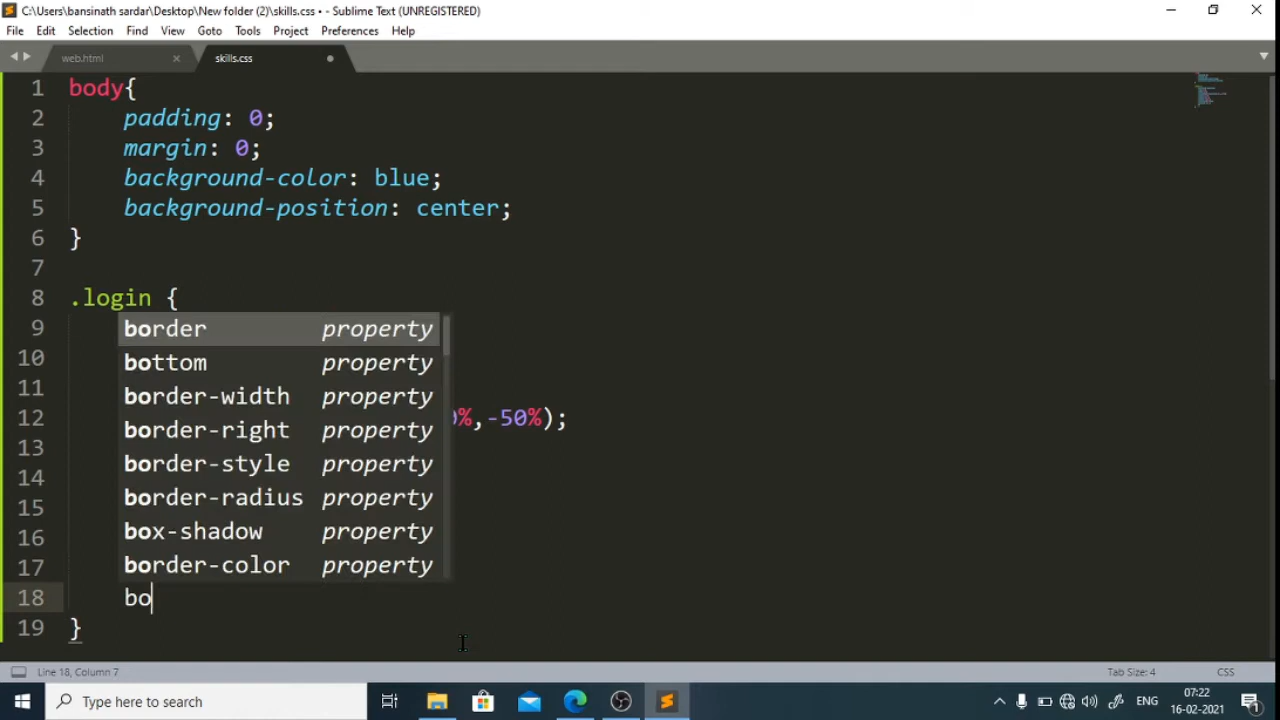 C:\Users\bansinath sardar\Desktop\New folder (2)\skills.css • - Sublime Text (UNREGISTERED)
File Edit Selection Find View Goto Tools Project Preferences Help
web.html skills.css
1 body{
2 padding: 0;
3 margin: 0;
4 background-color: blue;
5 background-position: center;
6 }
7
8 .login {
9 border property
10 bottom property
11 border-width property
12 %,-50%);
border-right property
13
border-style property
14
border-radius property
15
16 box-shadow property
17 border-color property
18 bo
19 }
Line 18, Column 7 Tab Size: 4 CSS
Type here to search
ENG
07:22
16-02-2021
1